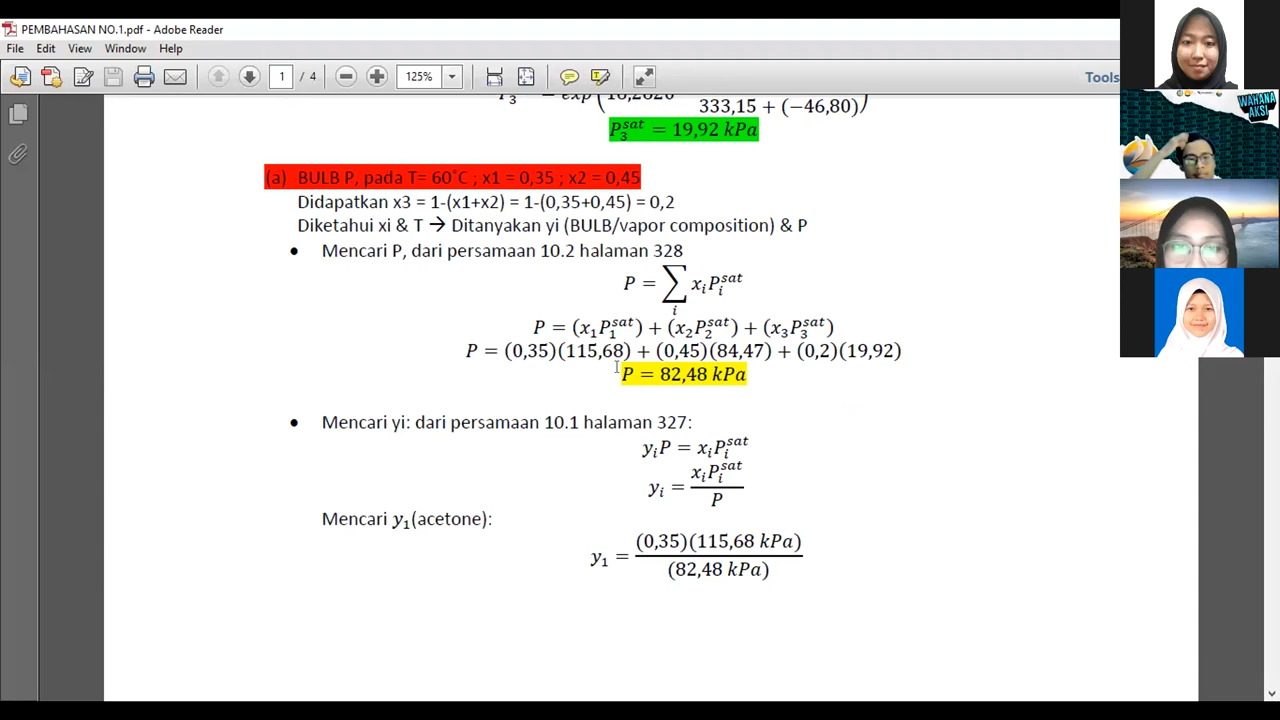 PEMBAHASAN NO.1.pdf - Adobe Reader
File Edit View Window Help
1 / 4 125% Tools
WAHANA
AKSI
333,15 + (−46,80)
P₃ˢᵃᵗ = 19,92 kPa
(a) BULB P, pada T= 60˚C ; x1 = 0,35 ; x2 = 0,45
Didapatkan x3 = 1-(x1+x2) = 1-(0,35+0,45) = 0,2
Diketahui xi & T → Ditanyakan yi (BULB/vapor composition) & P
• Mencari P, dari persamaan 10.2 halaman 328
P = ∑ᵢ xᵢPᵢˢᵃᵗ
P = (x₁P₁ˢᵃᵗ) + (x₂P₂ˢᵃᵗ) + (x₃P₃ˢᵃᵗ)
P = (0,35)(115,68) + (0,45)(84,47) + (0,2)(19,92)
P = 82,48 kPa
• Mencari yi: dari persamaan 10.1 halaman 327:
yᵢP = xᵢPᵢˢᵃᵗ
yᵢ = xᵢPᵢˢᵃᵗ / P
Mencari y₁(acetone):
y₁ = (0,35)(115,68 kPa) / (82,48 kPa)